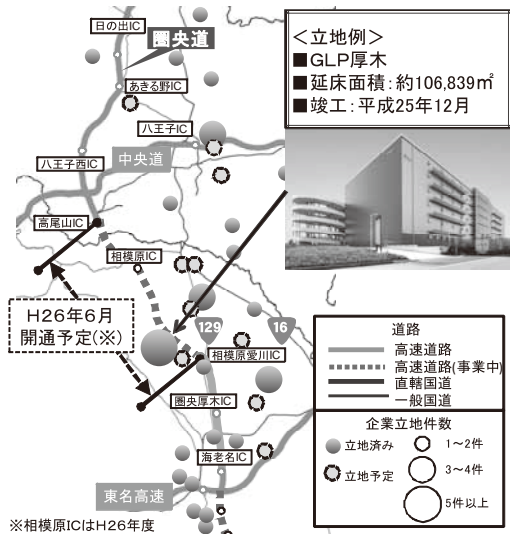 日の出IC
圏央道
あきる野IC
八王子IC
八王子西IC
中央道
高尾山IC
相模原IC
H26年6月
開通予定(※)
129
16
相模原愛川IC
圏央厚木IC
海老名IC
東名高速
※相模原ICはH26年度
＜立地例＞
■GLP厚木
■延床面積：約106,839㎡
■竣工：平成25年12月
道路
高速道路
高速道路(事業中)
直轄国道
一般国道
企業立地件数
立地済み
立地予定
1～2件
3～4件
5件以上